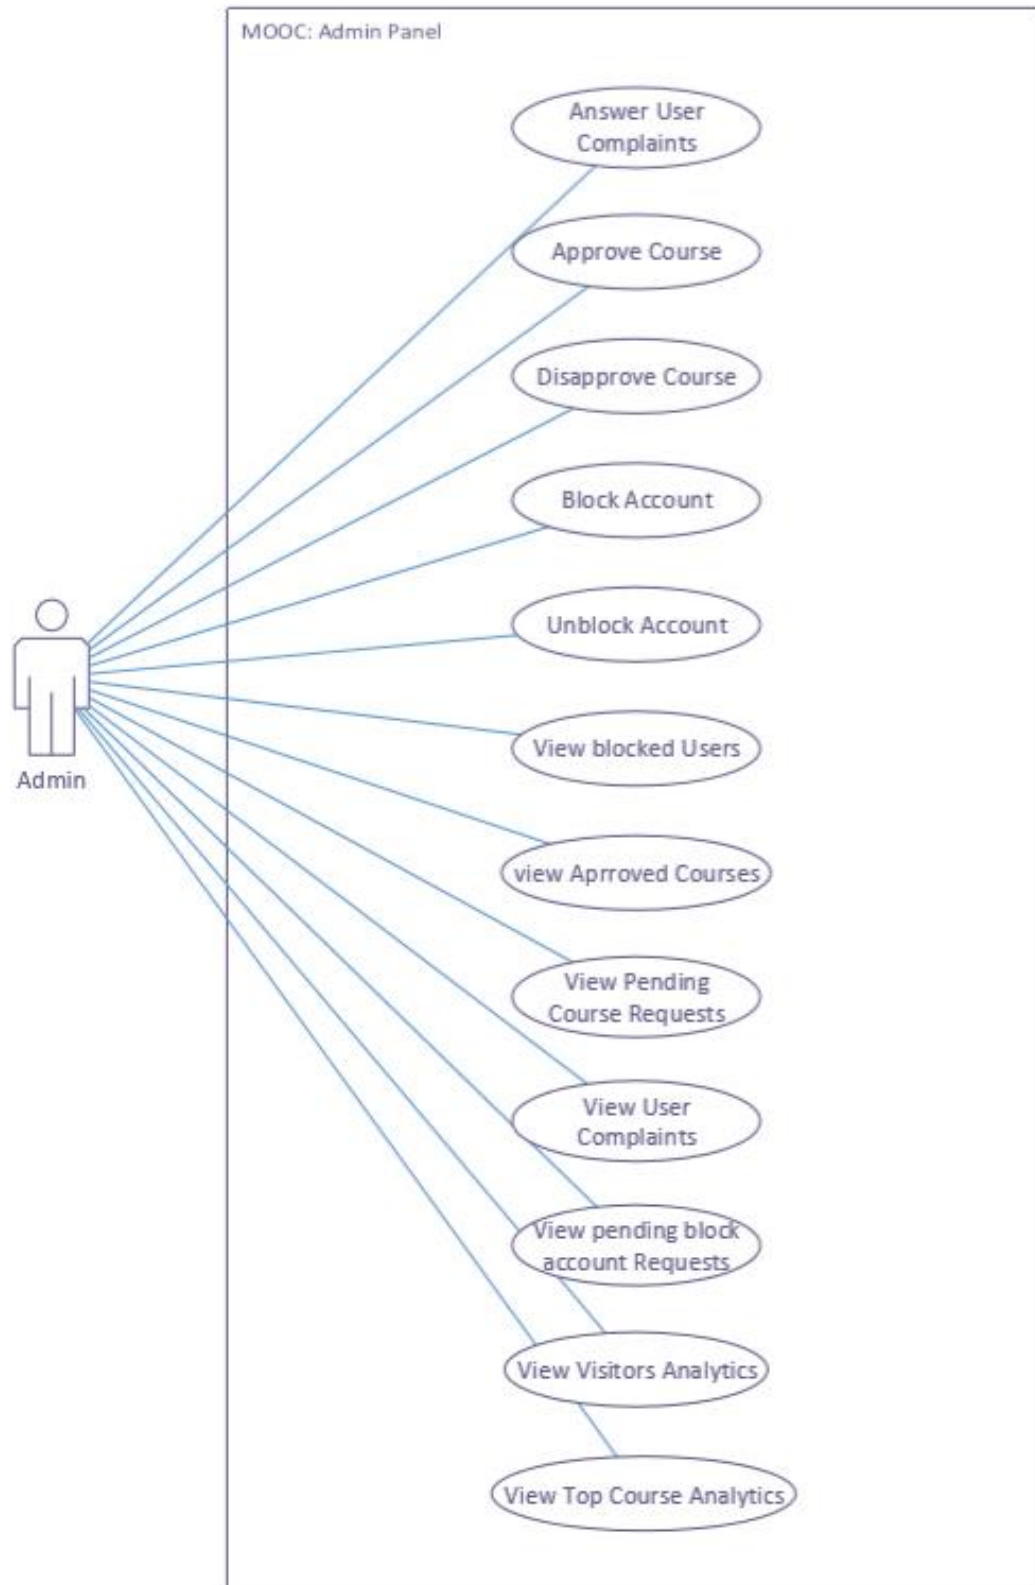 MOOC: Admin Panel
Answer User
Complaints
Approve Course
Disapprove Course
Block Account
Unblock Account
View blocked Users
Admin
view Aprroved Courses
View Pending
Course Requests
View User
Complaints
View pending block
account Requests
View Visitors Analytics
View Top Course Analytics